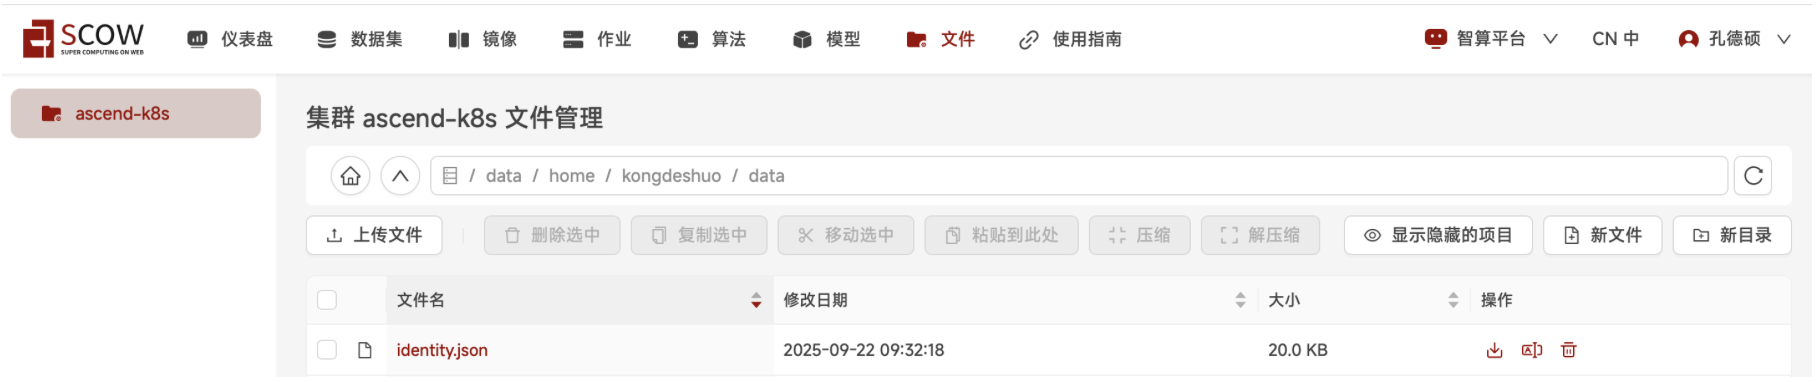 SCOW
SUPER COMPUTING ON WEB
仪表盘 数据集 镜像 作业 算法 模型 文件 使用指南 智算平台 CN 中 孔德硕
ascend-k8s
集群 ascend-k8s 文件管理
/ data / home / kongdeshuo / data
上传文件 删除选中 复制选中 移动选中 粘贴到此处 压缩 解压缩 显示隐藏的项目 新文件 新目录
文件名 修改日期 大小 操作
identity.json 2025-09-22 09:32:18 20.0 KB